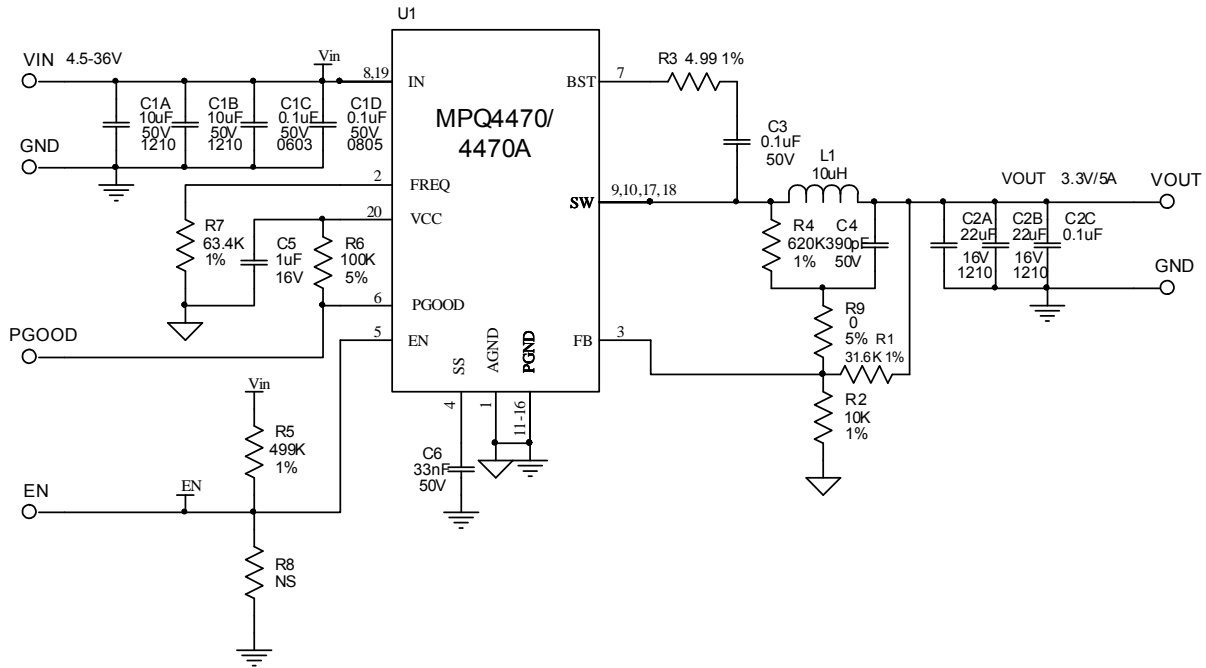 U1
VIN 4.5-36V
Vin
8,19
IN
C1A
10uF
50V
1210
C1B
10uF
50V
1210
C1C
0.1uF
50V
0603
C1D
0.1uF
50V
0805
GND
MPQ4470/
4470A
BST
7
R3 4.99 1%
C3
0.1uF
50V
L1
10uH
9,10,17,18
SW
VOUT 3.3V/5A
VOUT
2
FREQ
20
VCC
R7
63.4K
1%
C5
1uF
16V
R6
100K
5%
6
PGOOD
5
EN
PGOOD
R4
620K
1%
C4
390pF
50V
C2A
22uF
16V
1210
C2B
22uF
16V
1210
C2C
0.1uF
GND
R9
0
5%
R1
31.6K 1%
FB
3
R2
10K
1%
SS
AGND
PGND
4
1
11-16
C6
33nF
50V
Vin
R5
499K
1%
EN
EN
R8
NS